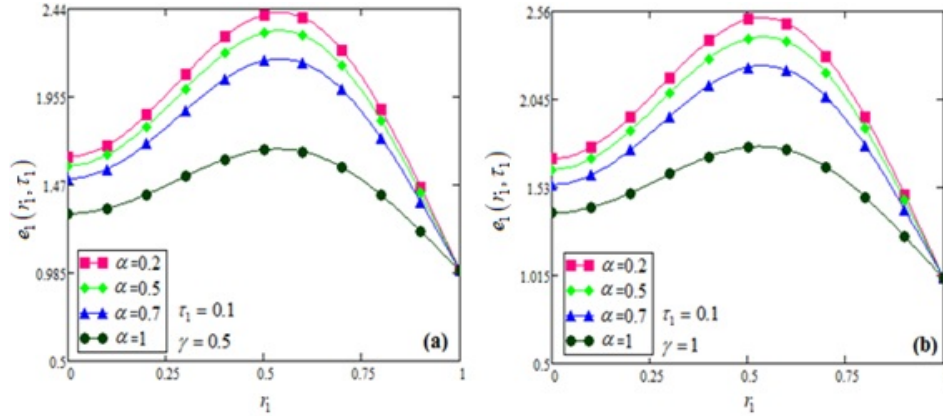 2.44
1.955
1.47
0.985
0.5
e₁(r₁, τ₁)
α=0.2
α=0.5
α=0.7
α=1
τ₁ = 0.1
γ = 0.5
(a)
0
0.25
0.5
0.75
1
r₁
2.56
2.045
1.53
1.015
0.5
e₁(r₁, τ₁)
α=0.2
α=0.5
α=0.7
α=1
τ₁ = 0.1
γ = 1
(b)
0
0.25
0.5
0.75
r₁